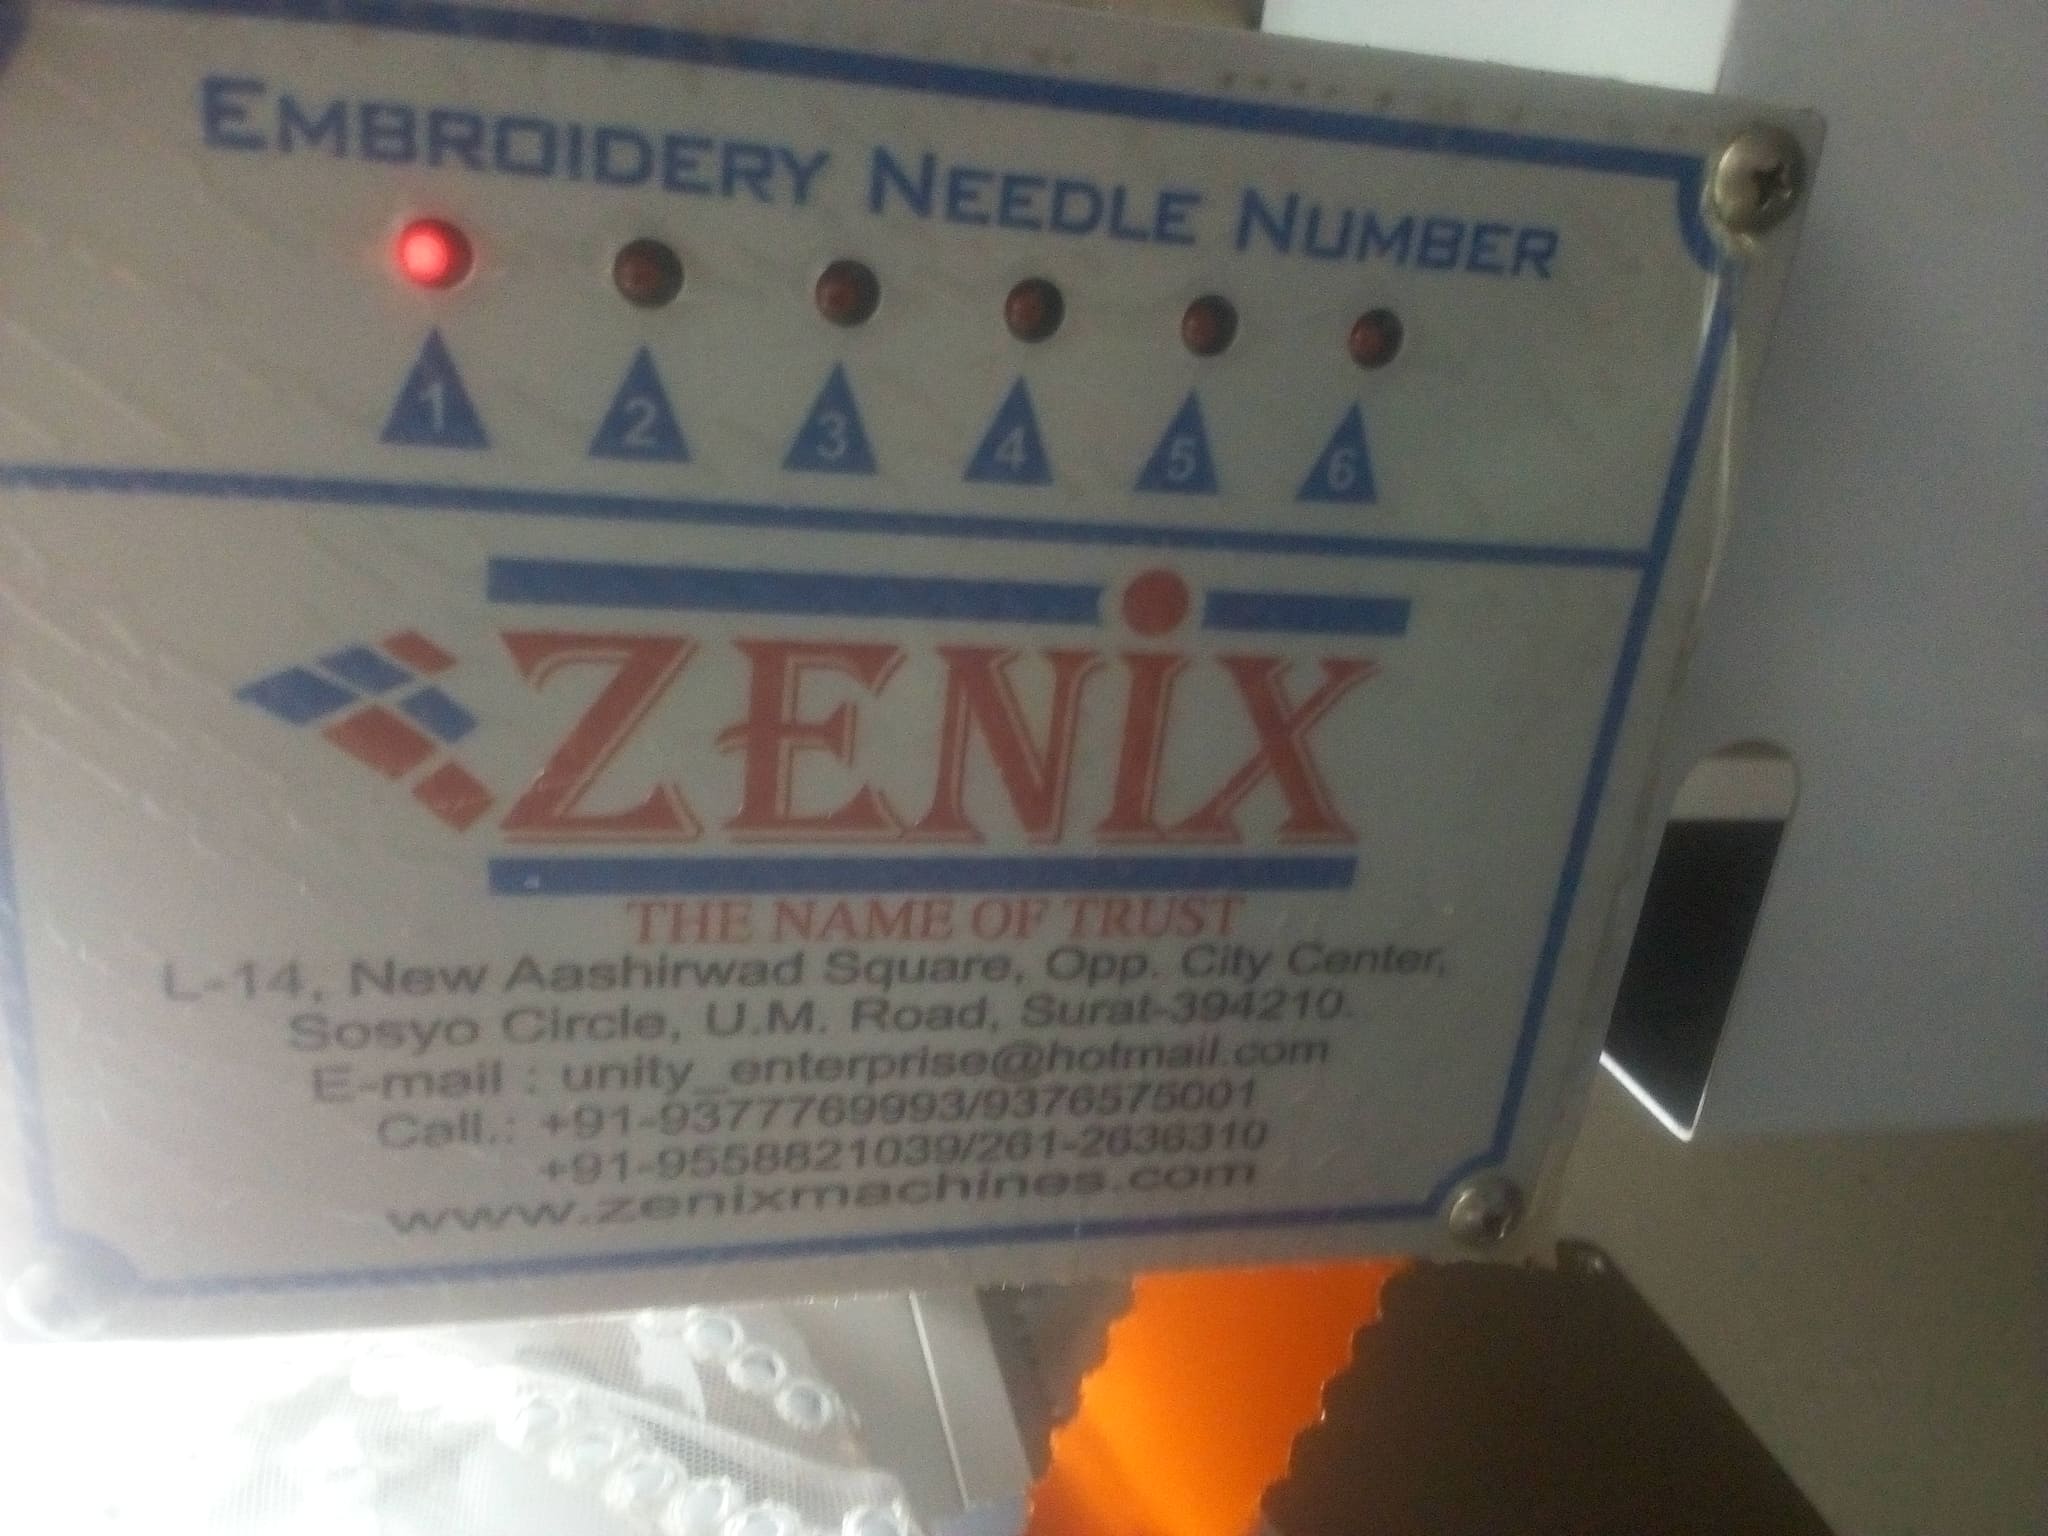 EMBROIDERY NEEDLE NUMBER
1 2 3 4 5 6
ZENiX
THE NAME OF TRUST
L-14, New Aashirwad Square, Opp. City Center,
Sosyo Circle, U.M. Road, Surat-394210.
E-mail : unity_enterprise@hotmail.com
Call.: +91-9377769993/9376575001
+91-9558821039/261-2636310
www.zenixmachines.com